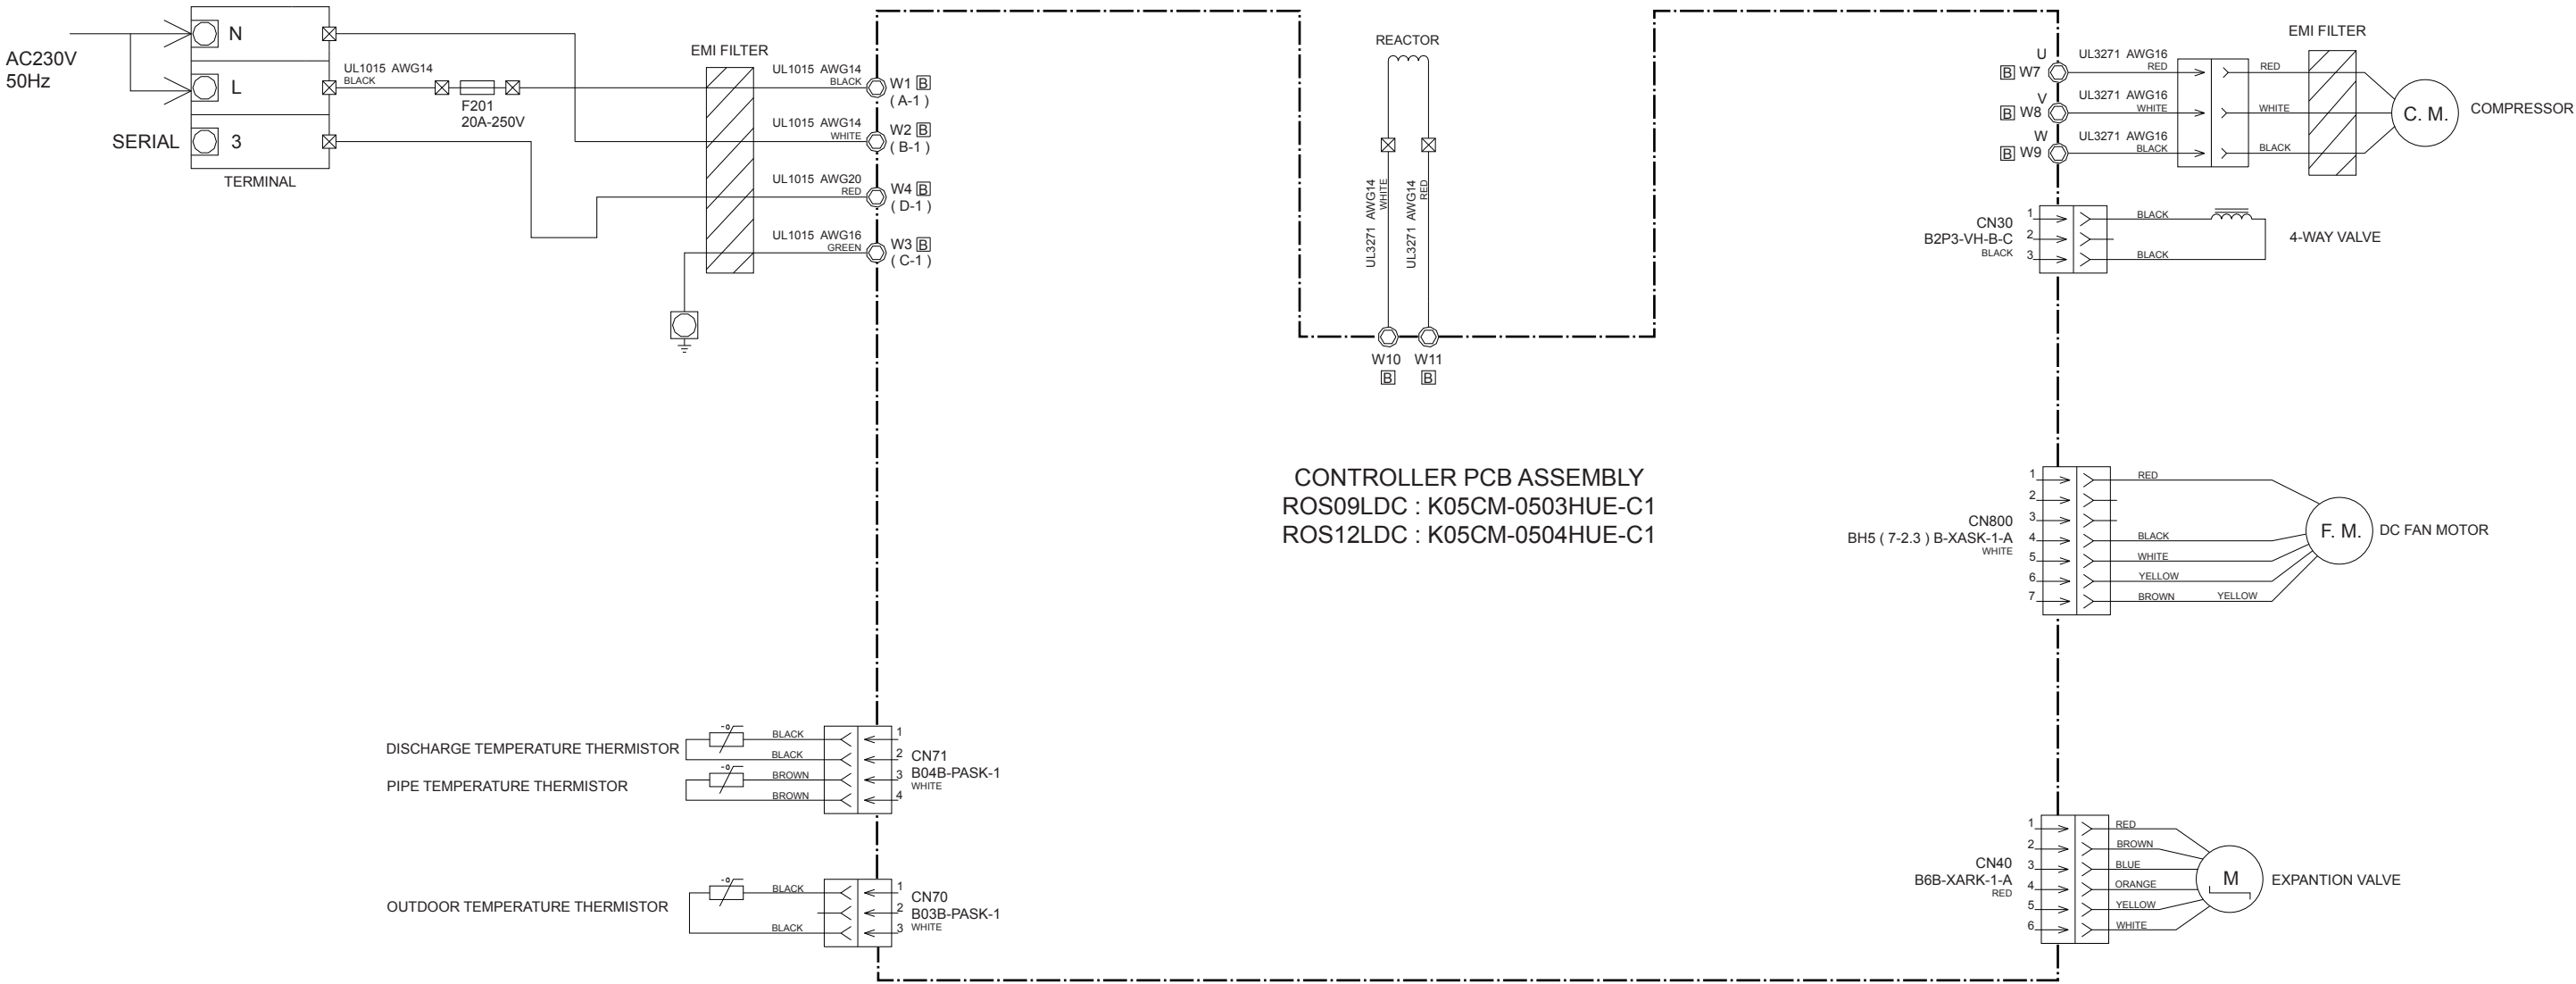 AC230V
50Hz
N
L
SERIAL 3
TERMINAL
UL1015 AWG14
BLACK
F201
20A-250V
EMI FILTER
UL1015 AWG14
BLACK
W1 B
( A-1 )
UL1015 AWG14
WHITE
W2 B
( B-1 )
UL1015 AWG20
RED
W4 B
( D-1 )
UL1015 AWG16
GREEN
W3 B
( C-1 )
REACTOR
UL3271 AWG14
WHITE
UL3271 AWG14
RED
W10 W11
B B
EMI FILTER
U
B W7
UL3271 AWG16
RED
RED
V
B W8
UL3271 AWG16
WHITE
WHITE
W
B W9
UL3271 AWG16
BLACK
BLACK
C. M.
COMPRESSOR
CN30
B2P3-VH-B-C
BLACK
1
2
3
BLACK
BLACK
4-WAY VALVE
CONTROLLER PCB ASSEMBLY
ROS09LDC : K05CM-0503HUE-C1
ROS12LDC : K05CM-0504HUE-C1
CN800
BH5 ( 7-2.3 ) B-XASK-1-A
WHITE
1
2
3
4
5
6
7
RED
BLACK
WHITE
YELLOW
BROWN YELLOW
F. M.
DC FAN MOTOR
DISCHARGE TEMPERATURE THERMISTOR
PIPE TEMPERATURE THERMISTOR
-θ
-θ
BLACK
BLACK
BROWN
BROWN
1
2
3
4
CN71
B04B-PASK-1
WHITE
OUTDOOR TEMPERATURE THERMISTOR
-θ
BLACK
BLACK
1
2
3
CN70
B03B-PASK-1
WHITE
CN40
B6B-XARK-1-A
RED
1
2
3
4
5
6
RED
BROWN
BLUE
ORANGE
YELLOW
WHITE
M
EXPANTION VALVE